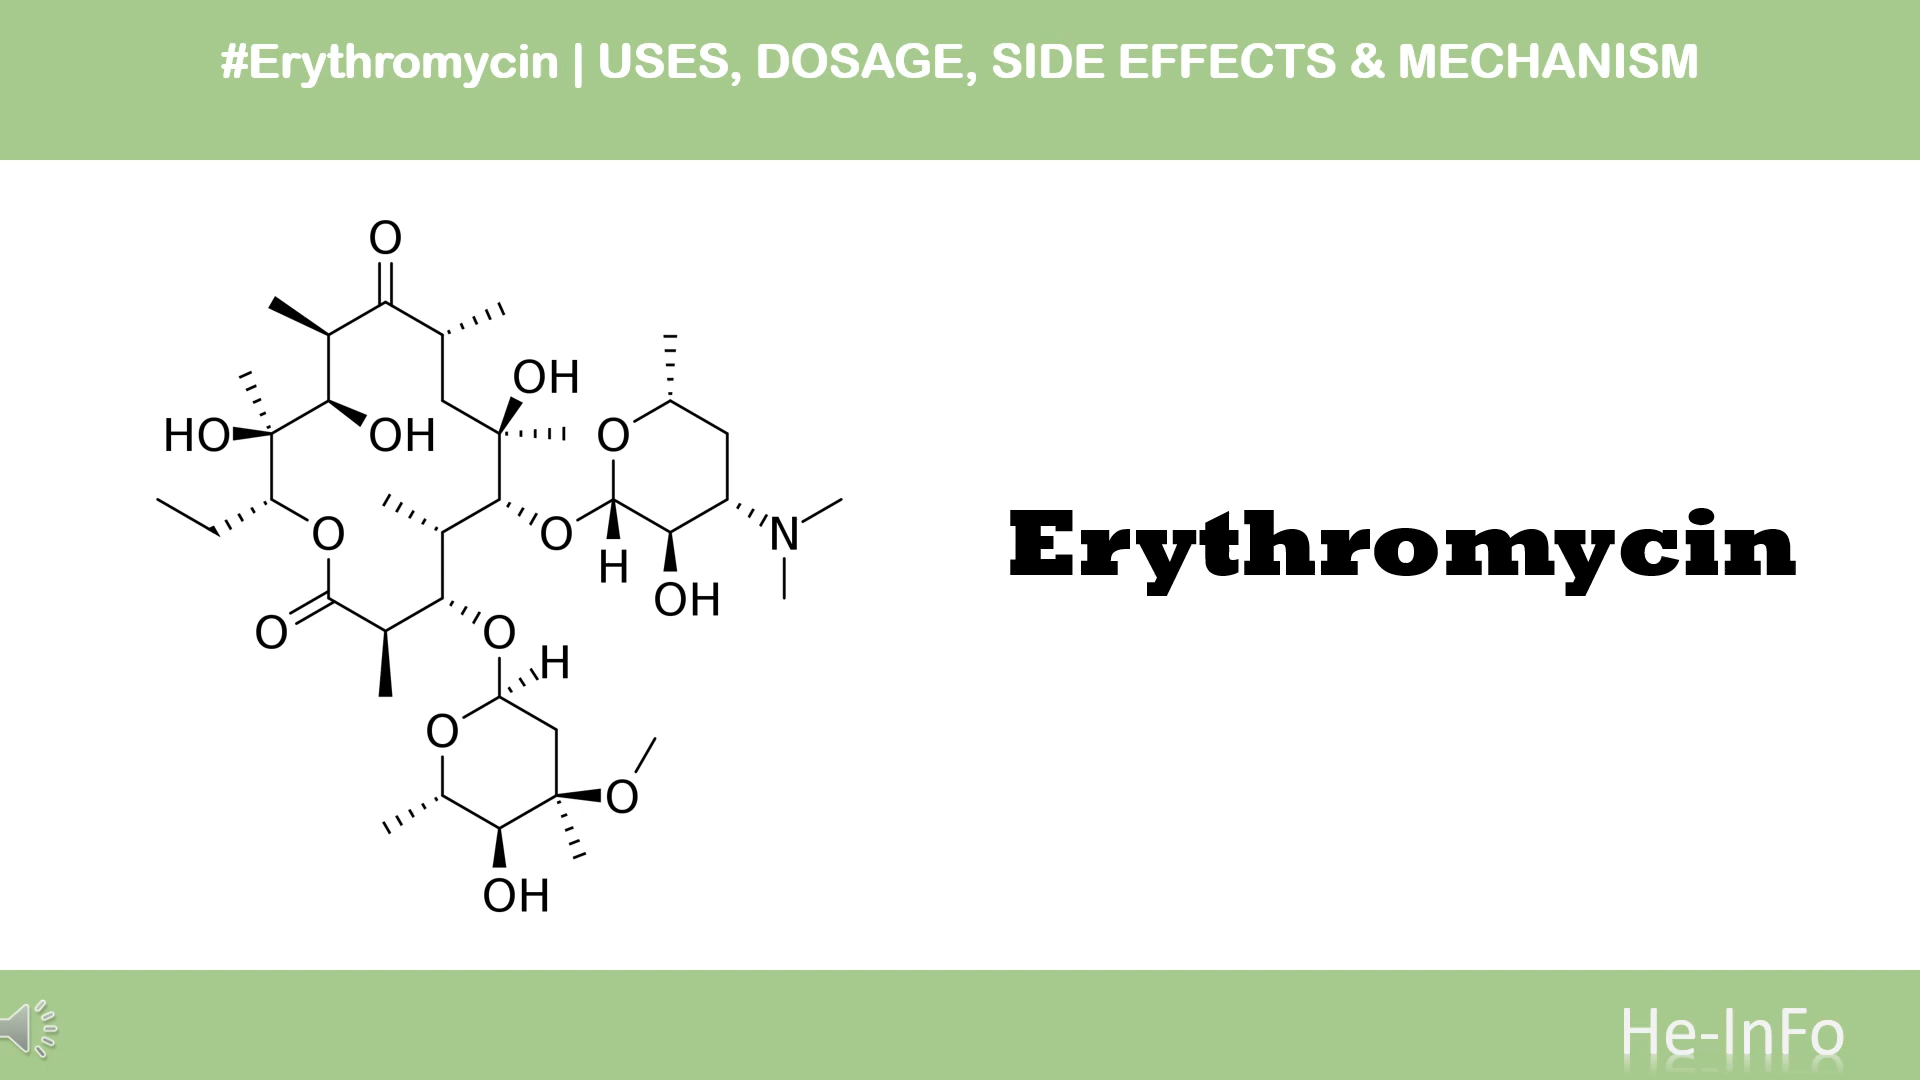 #Erythromycin | USES, DOSAGE, SIDE EFFECTS & MECHANISM
O
OH
HO
OH
O
O
O
H
N
OH
O
O
H
O
O
OH
Erythromycin
He-InFo